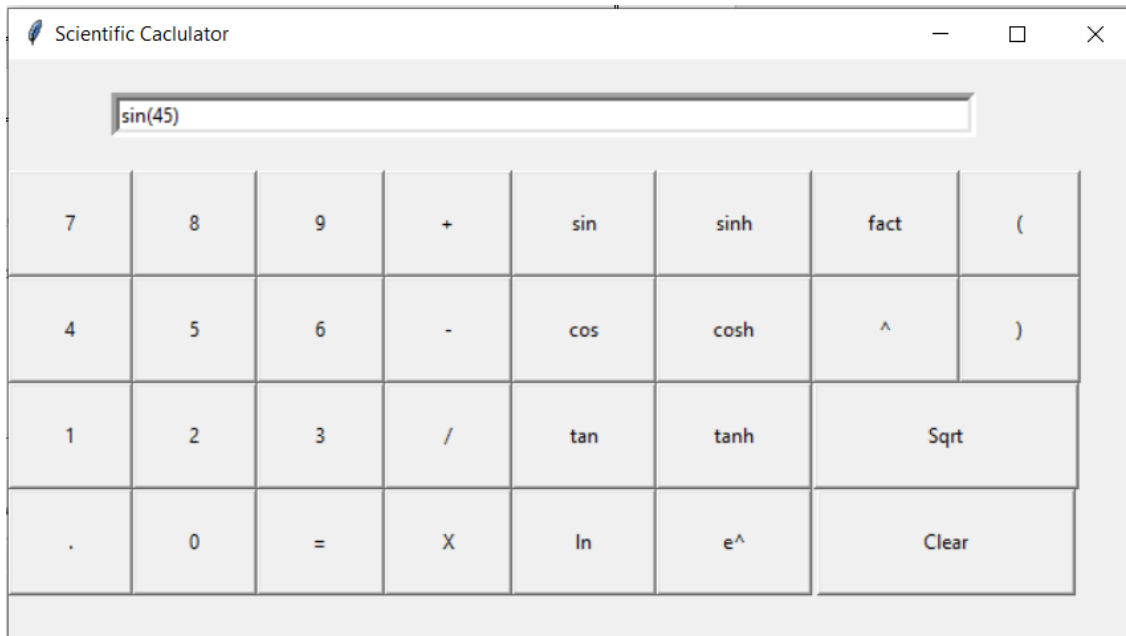 Scientific Caclulator
sin(45)
7 8 9 + sin sinh fact (
4 5 6 - cos cosh ^ )
1 2 3 / tan tanh Sqrt
. 0 = X ln e^ Clear